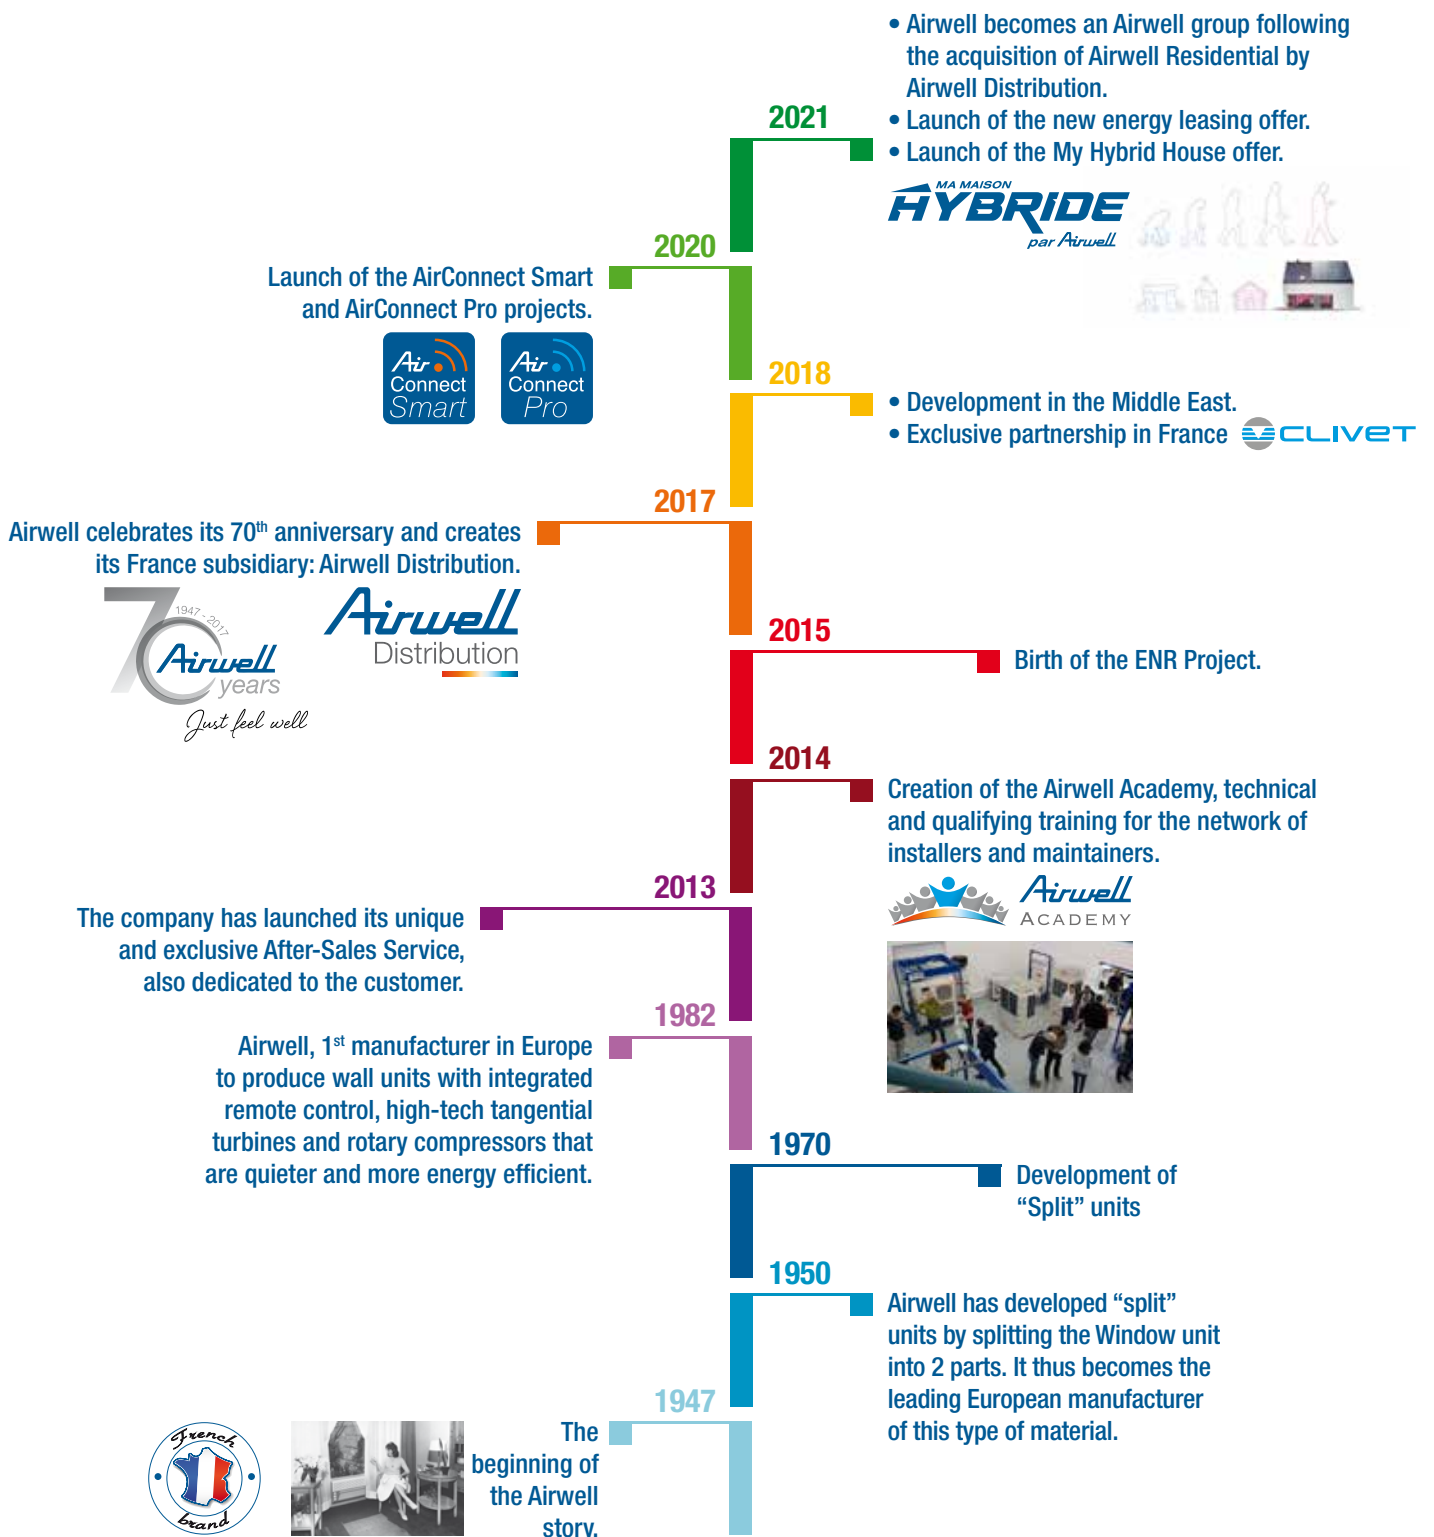 • Airwell becomes an Airwell group following
the acquisition of Airwell Residential by
Airwell Distribution.
2021
• Launch of the new energy leasing offer.
• Launch of the My Hybrid House offer.
MA MAISON
HYBRIDE
par Airwell
2020
Launch of the AirConnect Smart
and AirConnect Pro projects.
Air
Connect
Smart
Air
Connect
Pro
2018
• Development in the Middle East.
• Exclusive partnership in France CLIVET
2017
Airwell celebrates its 70th anniversary and creates
its France subsidiary: Airwell Distribution.
70
1947 - 2017
Airwell
years
Just feel well
Airwell
Distribution
2015
Birth of the ENR Project.
2014
Creation of the Airwell Academy, technical
and qualifying training for the network of
installers and maintainers.
Airwell
ACADEMY
2013
The company has launched its unique
and exclusive After-Sales Service,
also dedicated to the customer.
1982
Airwell, 1st manufacturer in Europe
to produce wall units with integrated
remote control, high-tech tangential
turbines and rotary compressors that
are quieter and more energy efficient.
1970
Development of
“Split” units
1950
Airwell has developed “split”
units by splitting the Window unit
into 2 parts. It thus becomes the
leading European manufacturer
of this type of material.
1947
The
beginning of
the Airwell
story.
French
brand